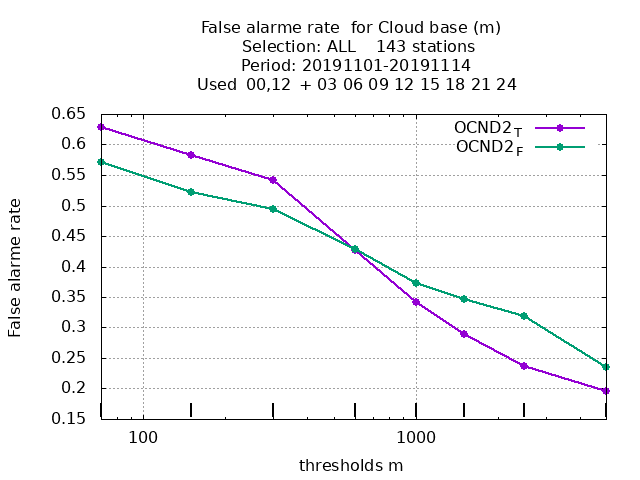 False alarme rate  for Cloud base (m)
Selection: ALL    143 stations
Period: 20191101-20191114
Used  00,12  + 03 06 09 12 15 18 21 24
OCND2T
OCND2F
0.65
0.6
0.55
0.5
0.45
0.4
0.35
0.3
0.25
0.2
0.15
False alarme rate
100
1000
thresholds m